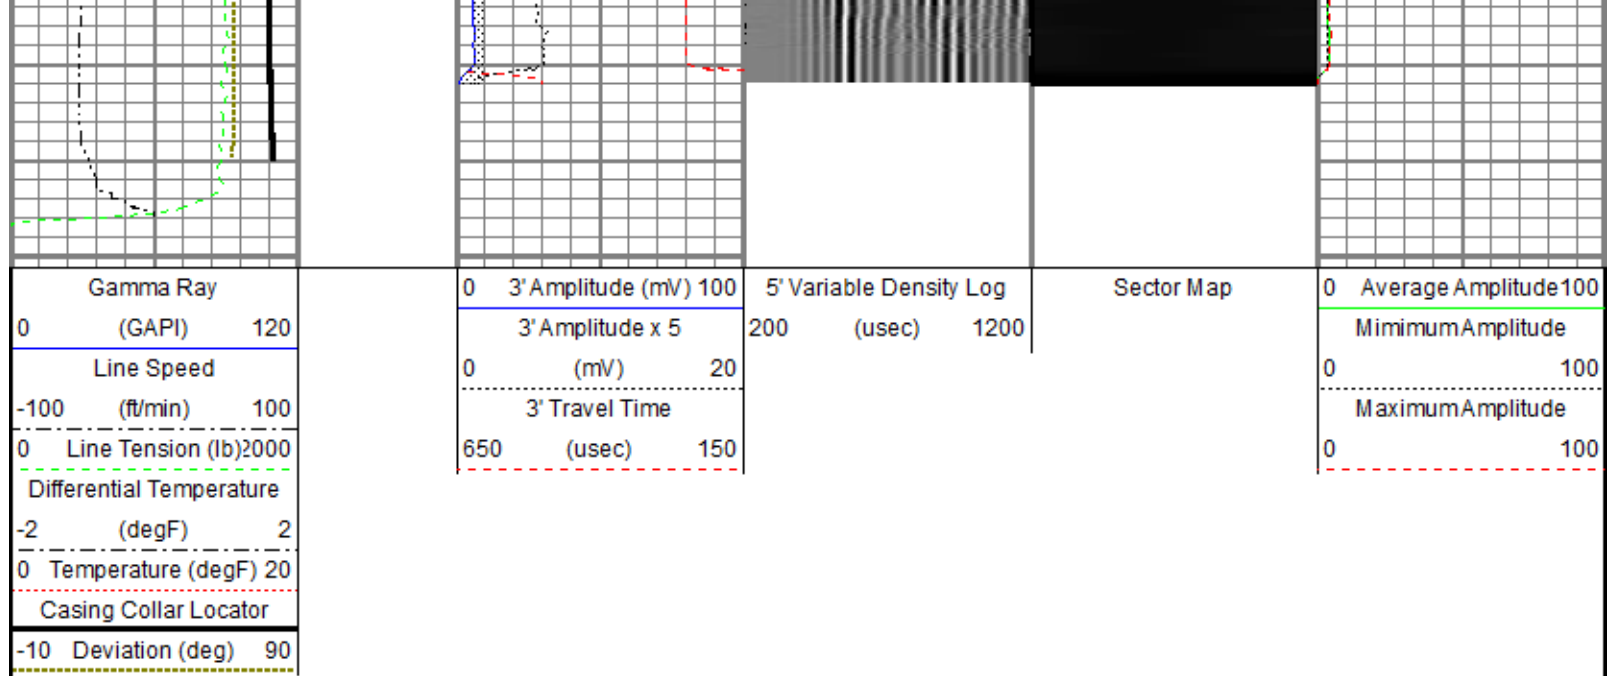 Gamma Ray
0 (GAPI) 120
Line Speed
-100 (ft/min) 100
0 Line Tension (lb) 2000
Differential Temperature
-2 (degF) 2
0 Temperature (degF) 20
Casing Collar Locator
-10 Deviation (deg) 90
0 3' Amplitude (mV) 100
3' Amplitude x 5
0 (mV) 20
3' Travel Time
650 (usec) 150
5' Variable Density Log
200 (usec) 1200
Sector Map
0 Average Amplitude 100
Mimimum Amplitude
0 100
Maximum Amplitude
0 100